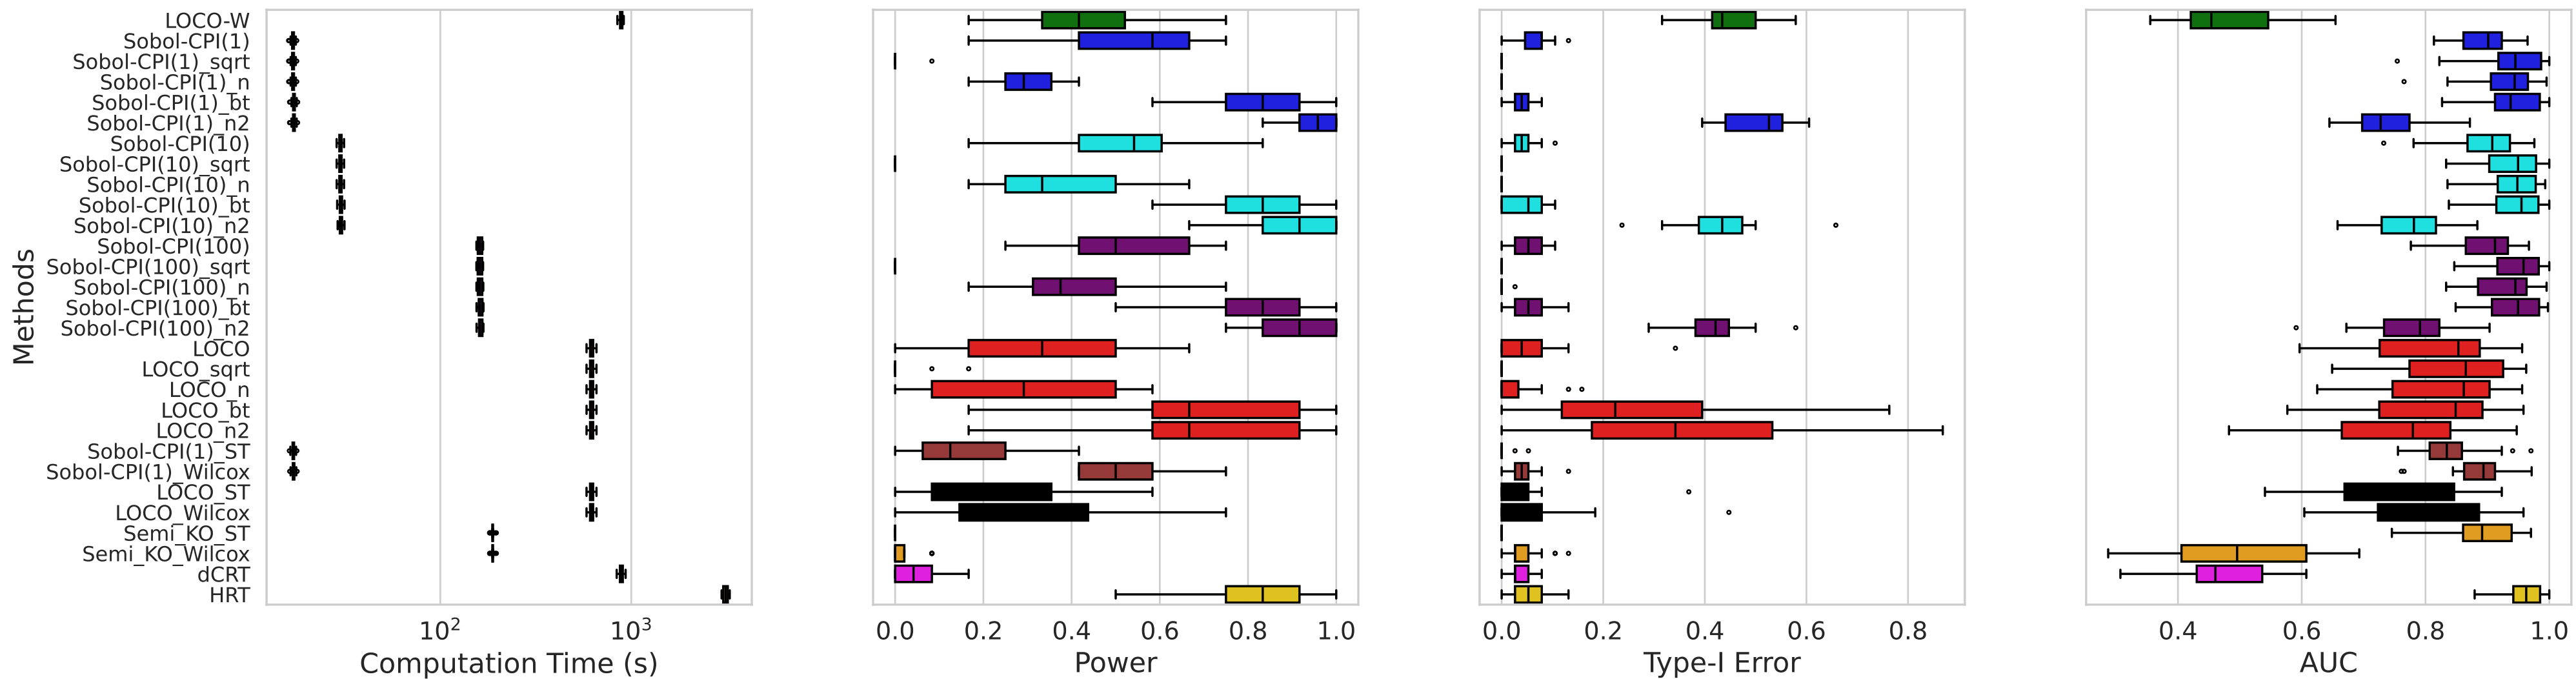 Methods
LOCO-W
Sobol-CPI(1)
Sobol-CPI(1)_sqrt
Sobol-CPI(1)_n
Sobol-CPI(1)_bt
Sobol-CPI(1)_n2
Sobol-CPI(10)
Sobol-CPI(10)_sqrt
Sobol-CPI(10)_n
Sobol-CPI(10)_bt
Sobol-CPI(10)_n2
Sobol-CPI(100)
Sobol-CPI(100)_sqrt
Sobol-CPI(100)_n
Sobol-CPI(100)_bt
Sobol-CPI(100)_n2
LOCO
LOCO_sqrt
LOCO_n
LOCO_bt
LOCO_n2
Sobol-CPI(1)_ST
Sobol-CPI(1)_Wilcox
LOCO_ST
LOCO_Wilcox
Semi_KO_ST
Semi_KO_Wilcox
dCRT
HRT
10² 10³
Computation Time (s)
0.0 0.2 0.4 0.6 0.8 1.0
Power
0.0 0.2 0.4 0.6 0.8
Type-I Error
0.4 0.6 0.8 1.0
AUC